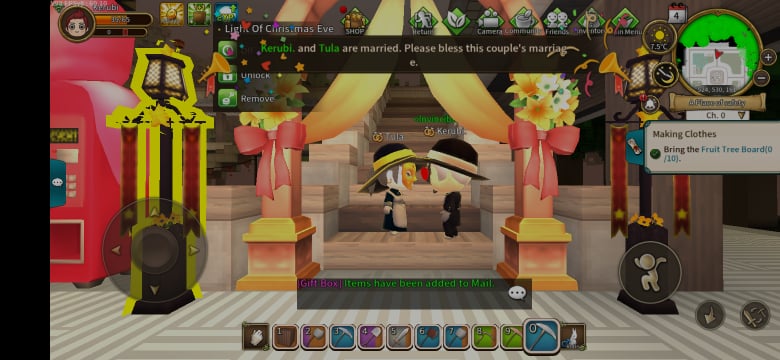 Kerubi
Light Of Christmas Eve
Unlock
Remove
SHOP
Return
Camera
Community
Friends
Inventory
Main Menu
Kerubi. and Tula are married. Please bless this couple's marriag
e.
4
7.5°C
A Place of safety
Ch. 0
Making Clothes
Bring the Fruit Tree Board(0
/10).
Tula
Kerubi
[Gift Box] Items have been added to Mail.
1
2
3
4
5
6
7
8
9
0